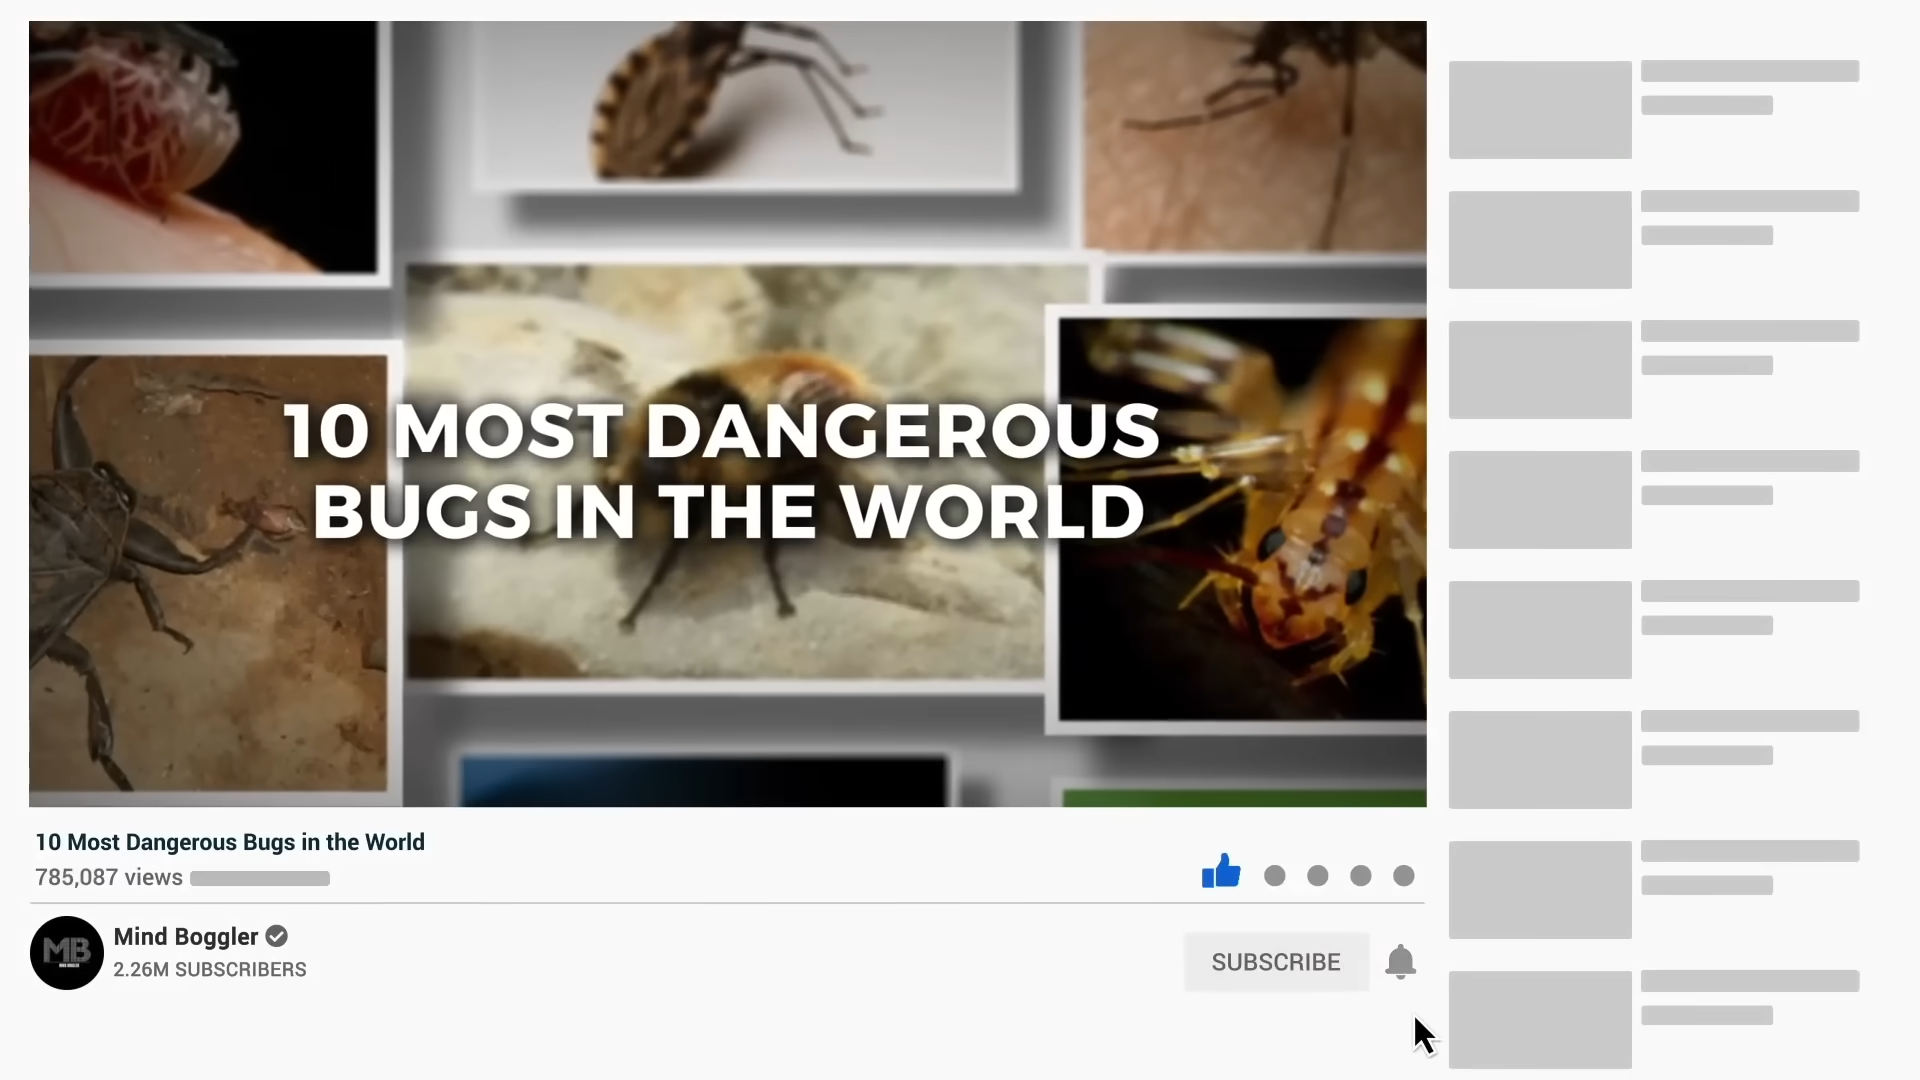 10 MOST DANGEROUS
BUGS IN THE WORLD
10 Most Dangerous Bugs in the World
785,087 views
MB
Mind Boggler
2.26M SUBSCRIBERS
SUBSCRIBE